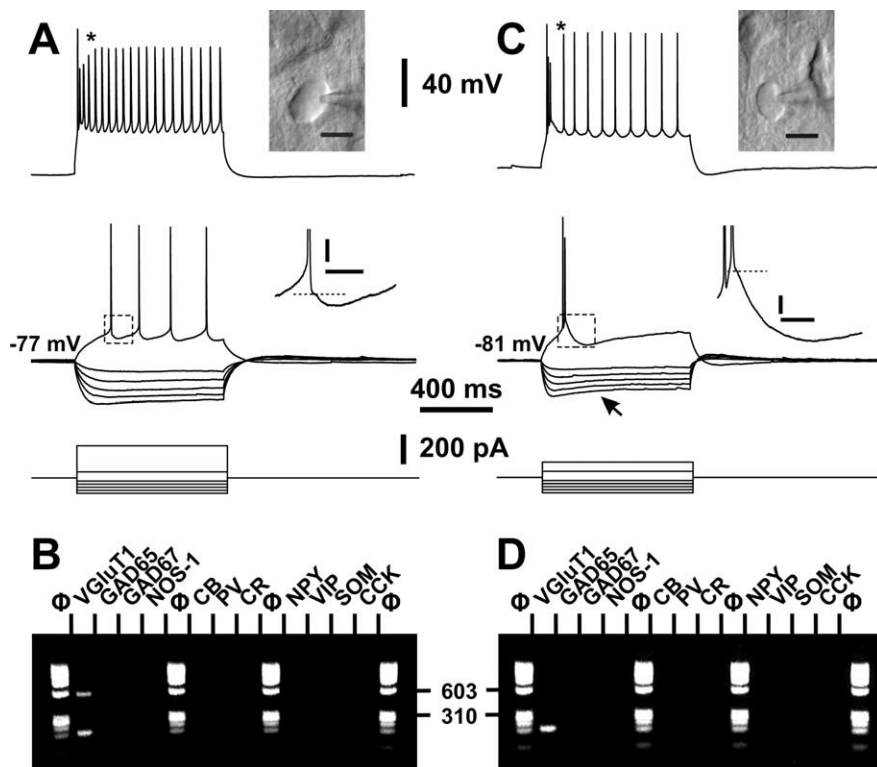 A
*
40 mV
C
*
-77 mV
-81 mV
400 ms
200 pA
B
Φ VGluT1 GAD65 GAD67 NOS-1 Φ CB PV CR Φ NPY VIP SOM CCK Φ
603
310
D
Φ VGluT1 GAD65 GAD67 NOS-1 Φ CB PV CR Φ NPY VIP SOM CCK Φ